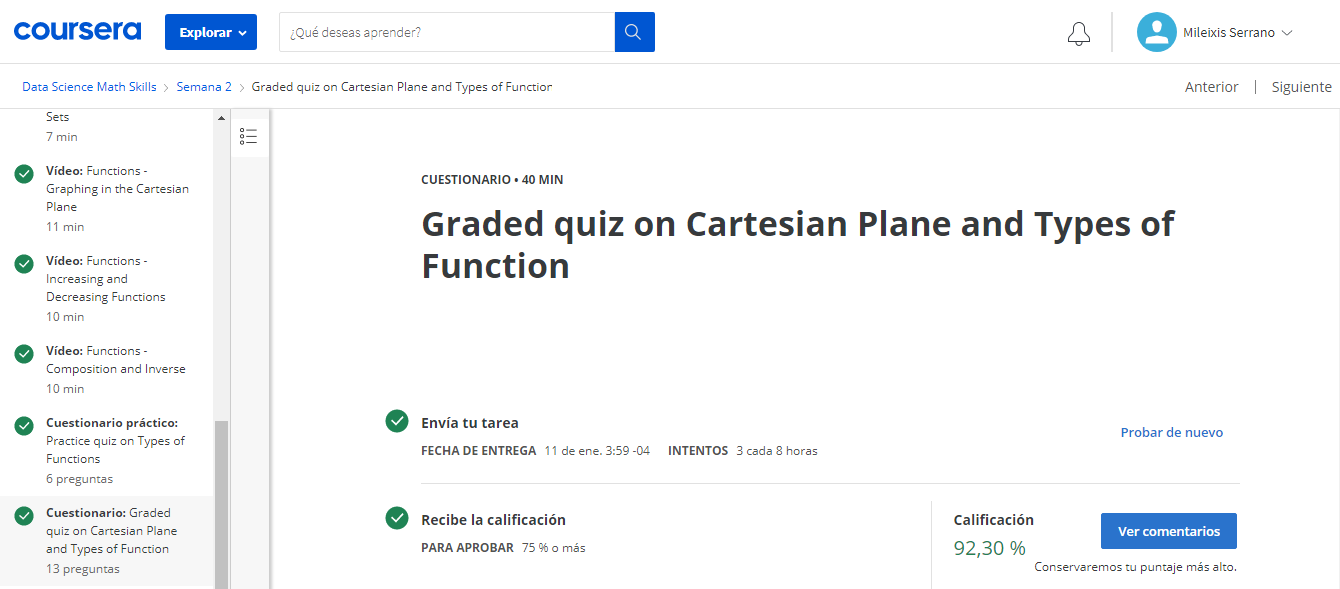 coursera
Explorar
¿Qué deseas aprender?
Mileixis Serrano
Data Science Math Skills > Semana 2 > Graded quiz on Cartesian Plane and Types of Function
Anterior | Siguiente
Sets
7 min
Vídeo: Functions -
Graphing in the Cartesian
Plane
11 min
Vídeo: Functions -
Increasing and
Decreasing Functions
10 min
Vídeo: Functions -
Composition and Inverse
10 min
Cuestionario práctico:
Practice quiz on Types of
Functions
6 preguntas
Cuestionario: Graded
quiz on Cartesian Plane
and Types of Function
13 preguntas
CUESTIONARIO • 40 MIN
Graded quiz on Cartesian Plane and Types of
Function
Envía tu tarea
FECHA DE ENTREGA 11 de ene. 3:59 -04 INTENTOS 3 cada 8 horas
Probar de nuevo
Recibe la calificación
PARA APROBAR 75 % o más
Calificación
92,30 %
Ver comentarios
Conservaremos tu puntaje más alto.